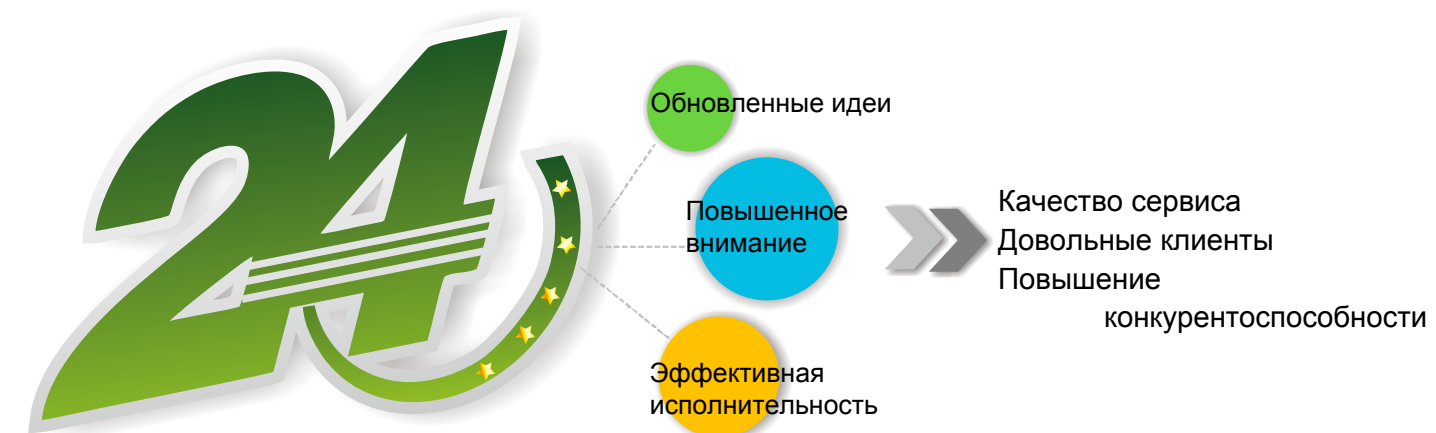 24
Обновленные идеи
Повышенное
внимание
Эффективная
исполнительность
Качество сервиса
Довольные клиенты
Повышение
конкурентоспособности